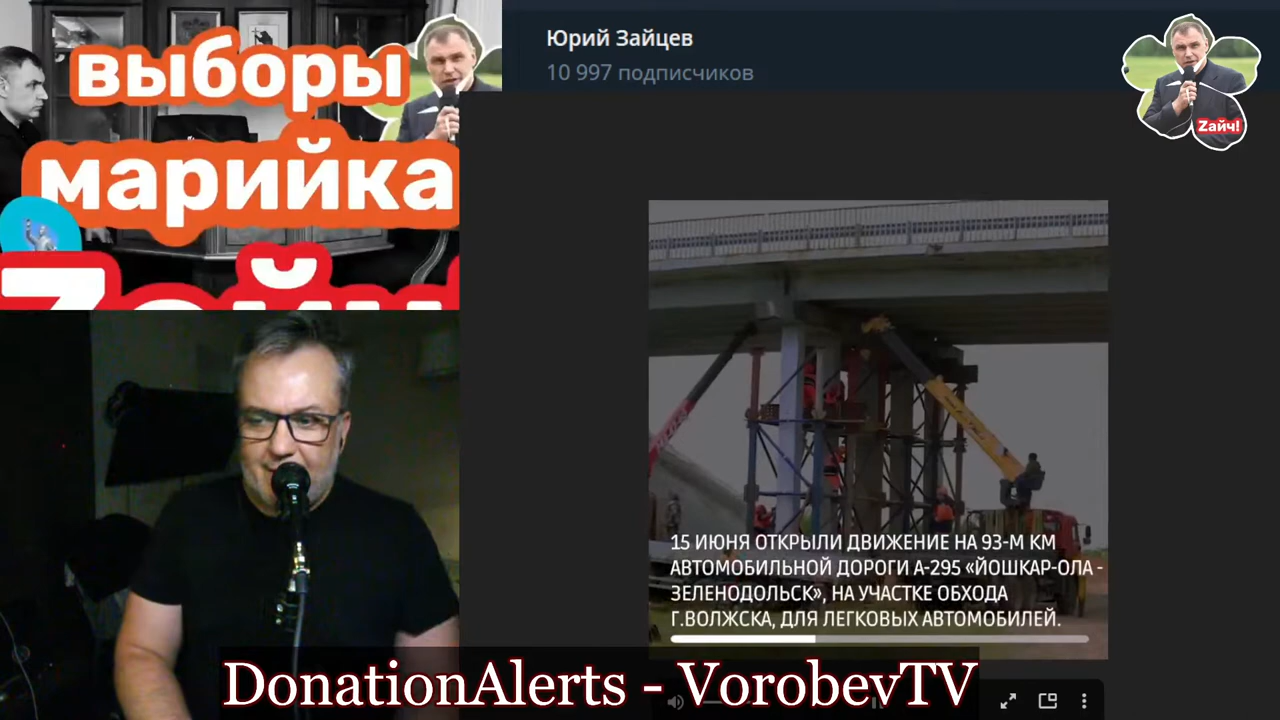 выборы
марийка
Zайч!
Юрий Зайцев
10 997 подписчиков
Zайч!
15 ИЮНЯ ОТКРЫЛИ ДВИЖЕНИЕ НА 93-М КМ
АВТОМОБИЛЬНОЙ ДОРОГИ А-295 «ЙОШКАР-ОЛА -
ЗЕЛЕНОДОЛЬСК», НА УЧАСТКЕ ОБХОДА
Г.ВОЛЖСКА, ДЛЯ ЛЕГКОВЫХ АВТОМОБИЛЕЙ.
DonationAlerts - VorobevTV